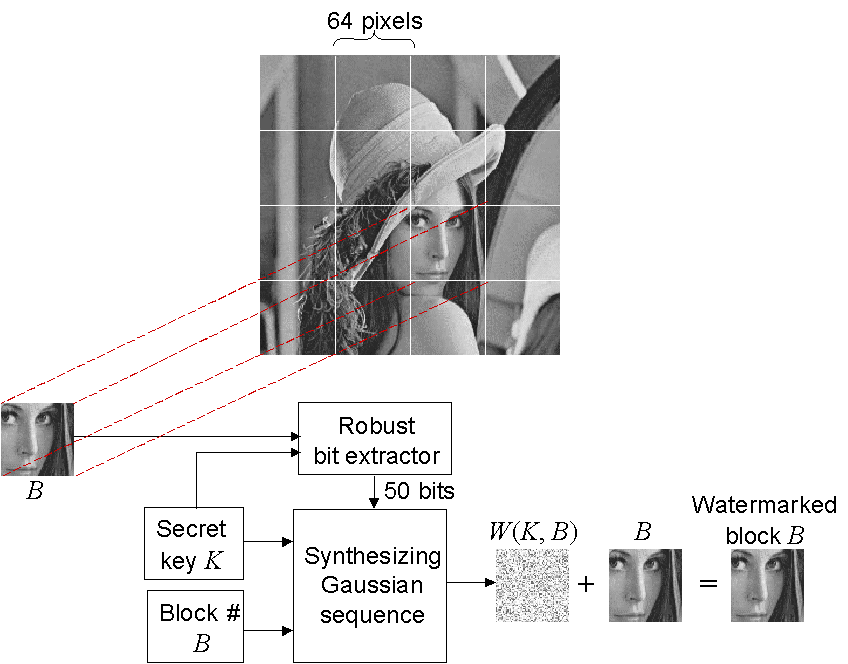 64 pixels
B
Robust
bit extractor
50 bits
Secret
key K
Synthesizing
Gaussian
sequence
Block #
B
W(K, B)
+
B
=
Watermarked
block B